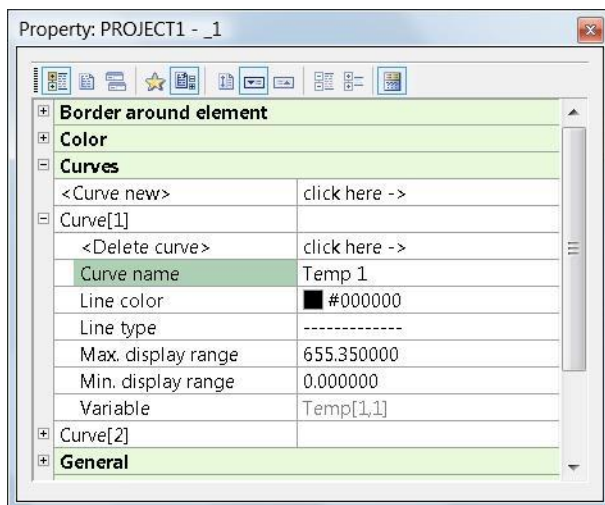 Property: PROJECT1 - _1
Border around element
Color
Curves
<Curve new> click here ->
Curve[1]
<Delete curve> click here ->
Curve name Temp 1
Line color #000000
Line type -------------
Max. display range 655.350000
Min. display range 0.000000
Variable Temp[1,1]
Curve[2]
General